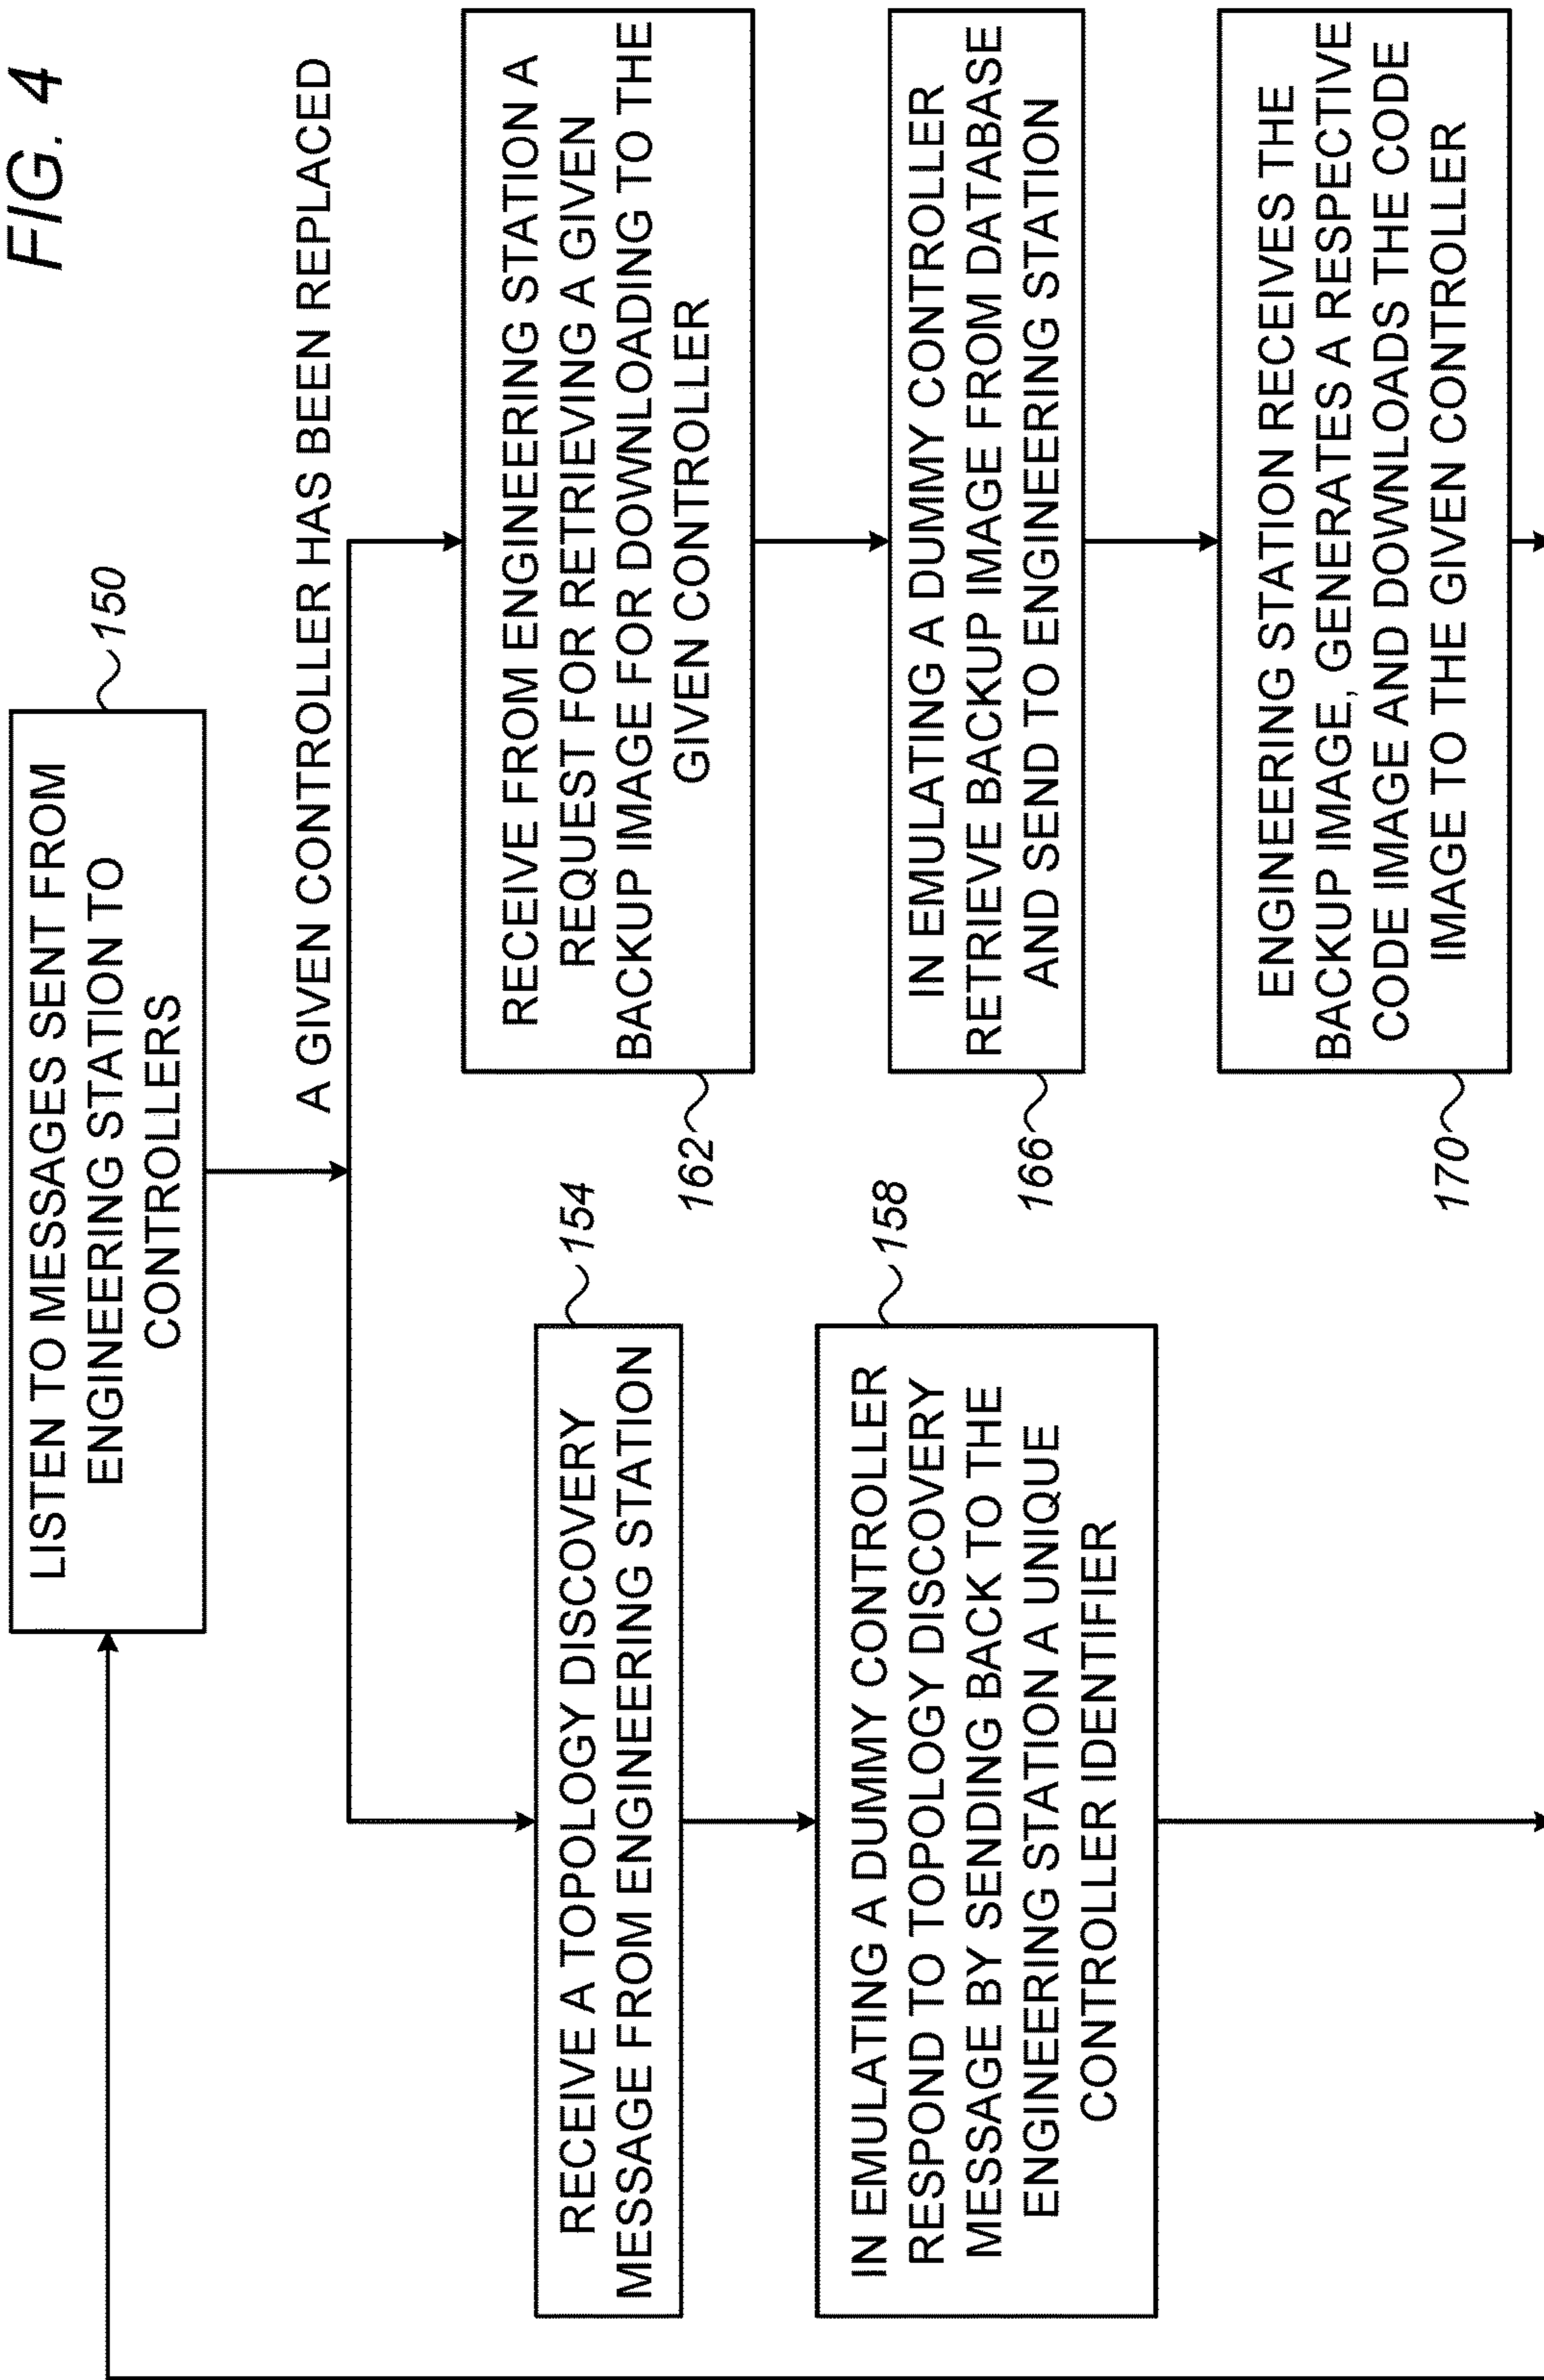 FIG. 4
LISTEN TO MESSAGES SENT FROM
ENGINEERING STATION TO
CONTROLLERS
150
A GIVEN CONTROLLER HAS BEEN REPLACED
RECEIVE A TOPOLOGY DISCOVERY
MESSAGE FROM ENGINEERING STATION
154
IN EMULATING A DUMMY CONTROLLER
RESPOND TO TOPOLOGY DISCOVERY
MESSAGE BY SENDING BACK TO THE
ENGINEERING STATION A UNIQUE
CONTROLLER IDENTIFIER
158
RECEIVE FROM ENGINEERING STATION A
REQUEST FOR RETRIEVING A GIVEN
BACKUP IMAGE FOR DOWNLOADING TO THE
GIVEN CONTROLLER
162
IN EMULATING A DUMMY CONTROLLER
RETRIEVE BACKUP IMAGE FROM DATABASE
AND SEND TO ENGINEERING STATION
166
ENGINEERING STATION RECEIVES THE
BACKUP IMAGE, GENERATES A RESPECTIVE
CODE IMAGE AND DOWNLOADS THE CODE
IMAGE TO THE GIVEN CONTROLLER
170